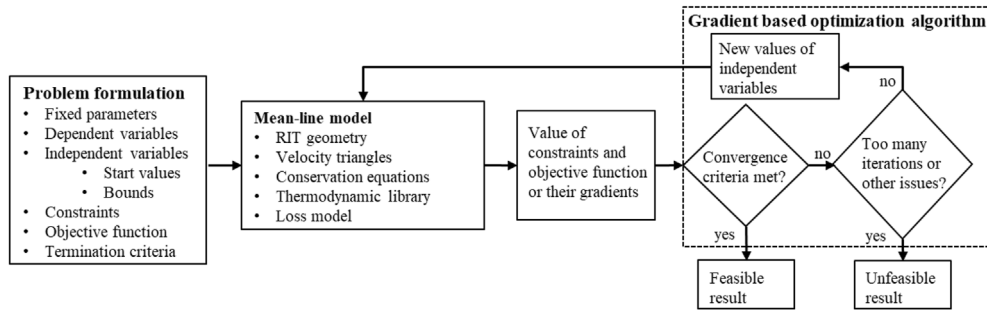 Gradient based optimization algorithm
Problem formulation
• Fixed parameters
• Dependent variables
• Independent variables
• Start values
• Bounds
• Constraints
• Objective function
• Termination criteria
Mean-line model
• RIT geometry
• Velocity triangles
• Conservation equations
• Thermodynamic library
• Loss model
Value of
constraints and
objective function
or their gradients
New values of
independent
variables
Convergence
criteria met?
no
Too many
iterations or
other issues?
no
yes
yes
Feasible
result
Unfeasible
result